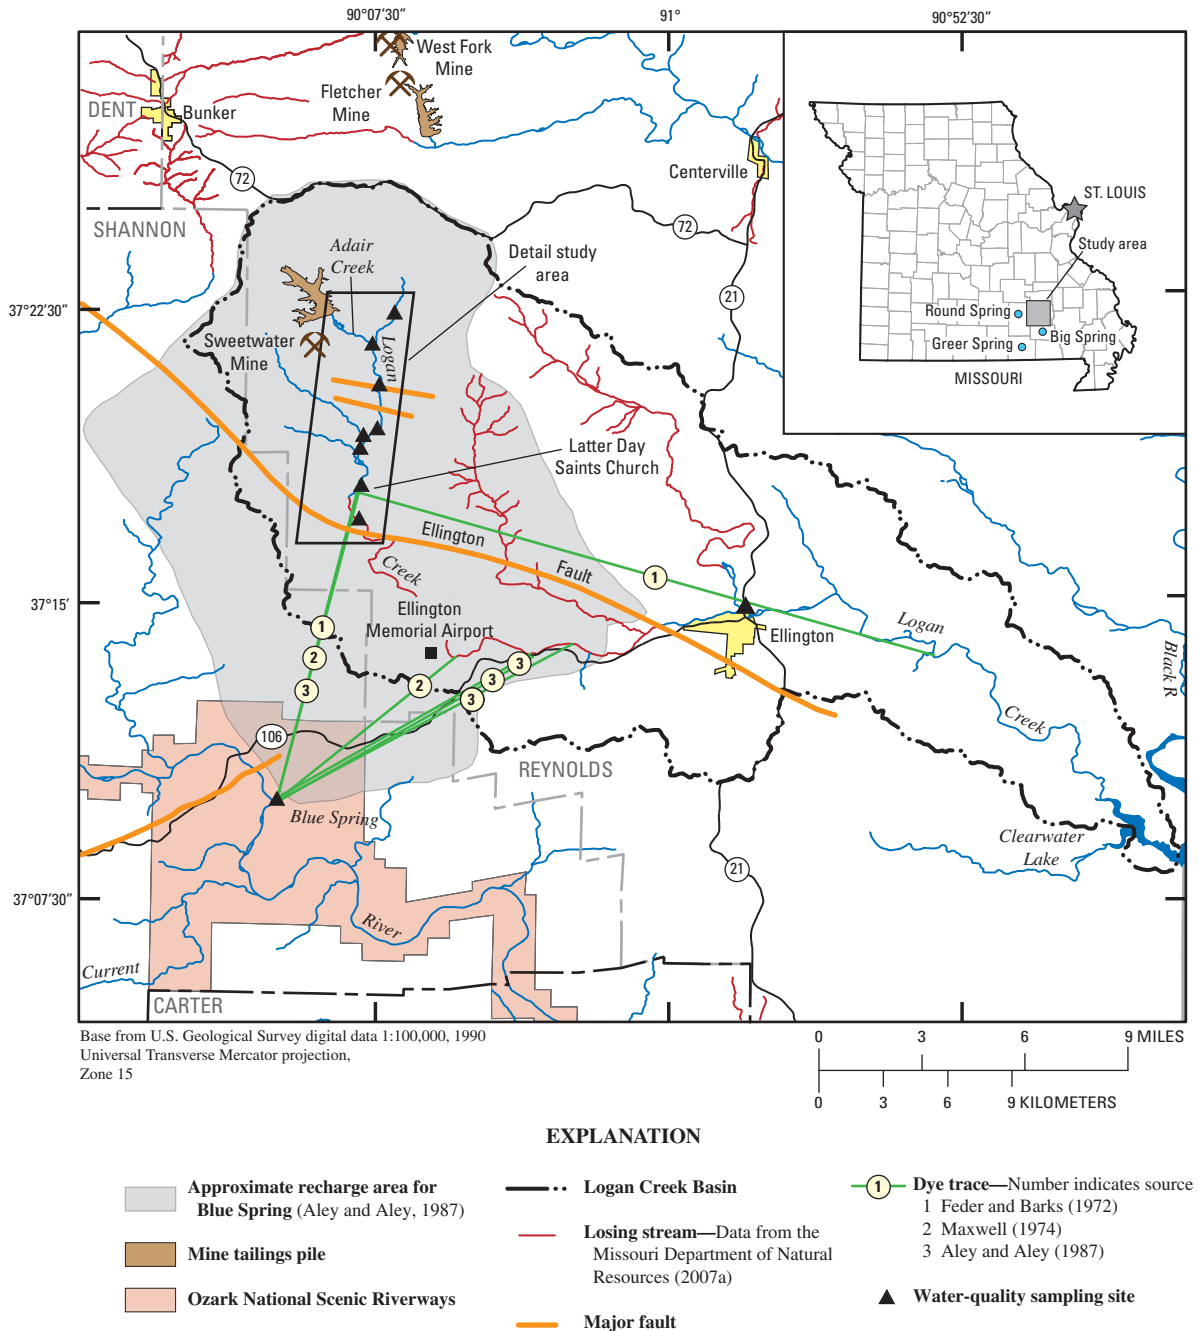 90°07'30"
91°
90°52'30"
West Fork
Mine
Fletcher
Mine
DENT
Bunker
Centerville
72
SHANNON
72
Adair
Creek
Detail study
area
21
37°22'30"
Sweetwater
Mine
Logan
ST. LOUIS
Study area
Round Spring
Big Spring
Greer Spring
MISSOURI
Latter Day
Saints Church
Ellington
Fault
Creek
1
37°15'
Ellington
Memorial Airport
Ellington
Logan
Creek
Black R
1
2
3
2
3
3
3
106
REYNOLDS
Blue Spring
Clearwater
Lake
21
37°07'30"
River
Current
CARTER
Base from U.S. Geological Survey digital data 1:100,000, 1990
Universal Transverse Mercator projection,
Zone 15
0 3 6 9 MILES
0 3 6 9 KILOMETERS
EXPLANATION
Approximate recharge area for
Blue Spring (Aley and Aley, 1987)
Mine tailings pile
Ozark National Scenic Riverways
Logan Creek Basin
Losing stream—Data from the
Missouri Department of Natural
Resources (2007a)
Major fault
1 Dye trace—Number indicates source
1 Feder and Barks (1972)
2 Maxwell (1974)
3 Aley and Aley (1987)
Water-quality sampling site